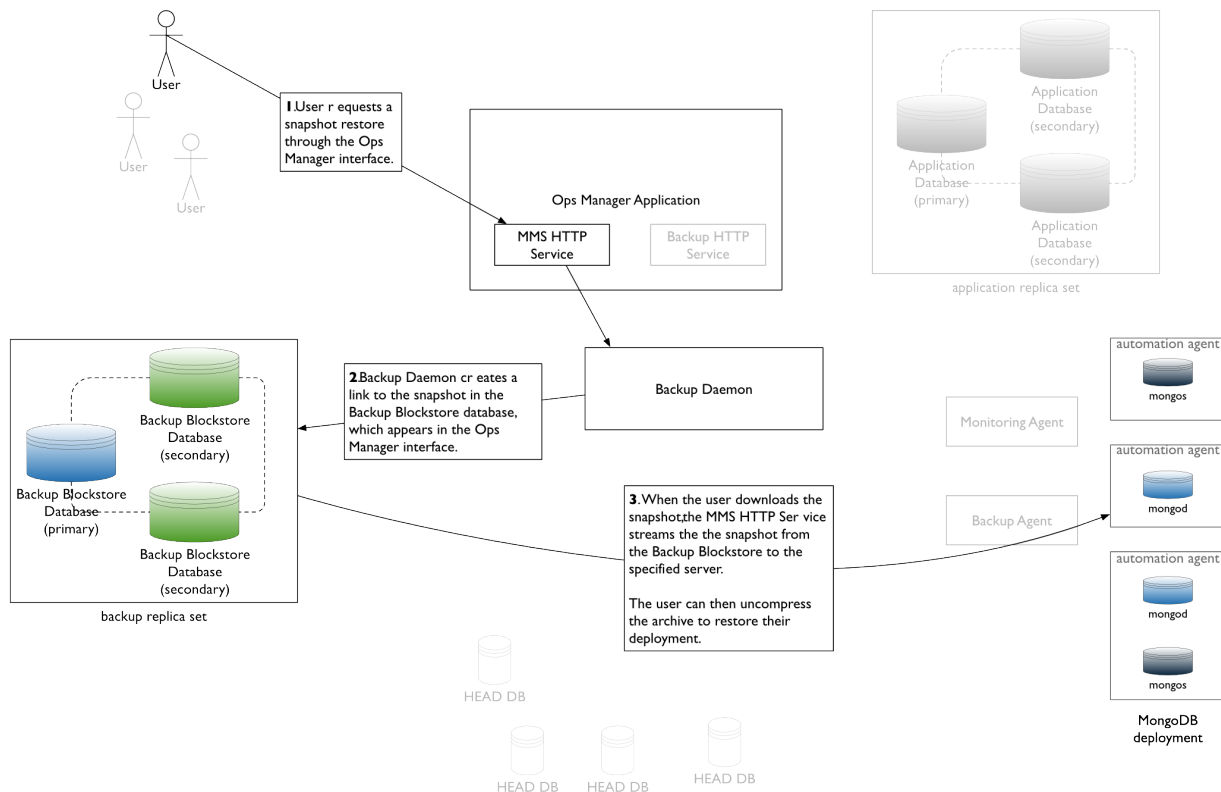 User
User
User
1.User r equests a
snapshot restore
through the Ops
Manager interface.
Ops Manager Application
MMS HTTP
Service
Backup HTTP
Service
Application
Database
(secondary)
Application
Database
(primary)
Application
Database
(secondary)
application replica set
Backup Blockstore
Database
(secondary)
Backup Blockstore
Database
(primary)
Backup Blockstore
Database
(secondary)
backup replica set
2.Backup Daemon cr eates a
link to the snapshot in the
Backup Blockstore database,
which appears in the Ops
Manager interface.
Backup Daemon
Monitoring Agent
Backup Agent
3.When the user downloads the
snapshot,the MMS HTTP Ser vice
streams the the snapshot from
the Backup Blockstore to the
specified server.
The user can then uncompress
the archive to restore their
deployment.
automation agent
mongos
automation agent
mongod
automation agent
mongod
mongos
MongoDB
deployment
HEAD DB
HEAD DB
HEAD DB
HEAD DB